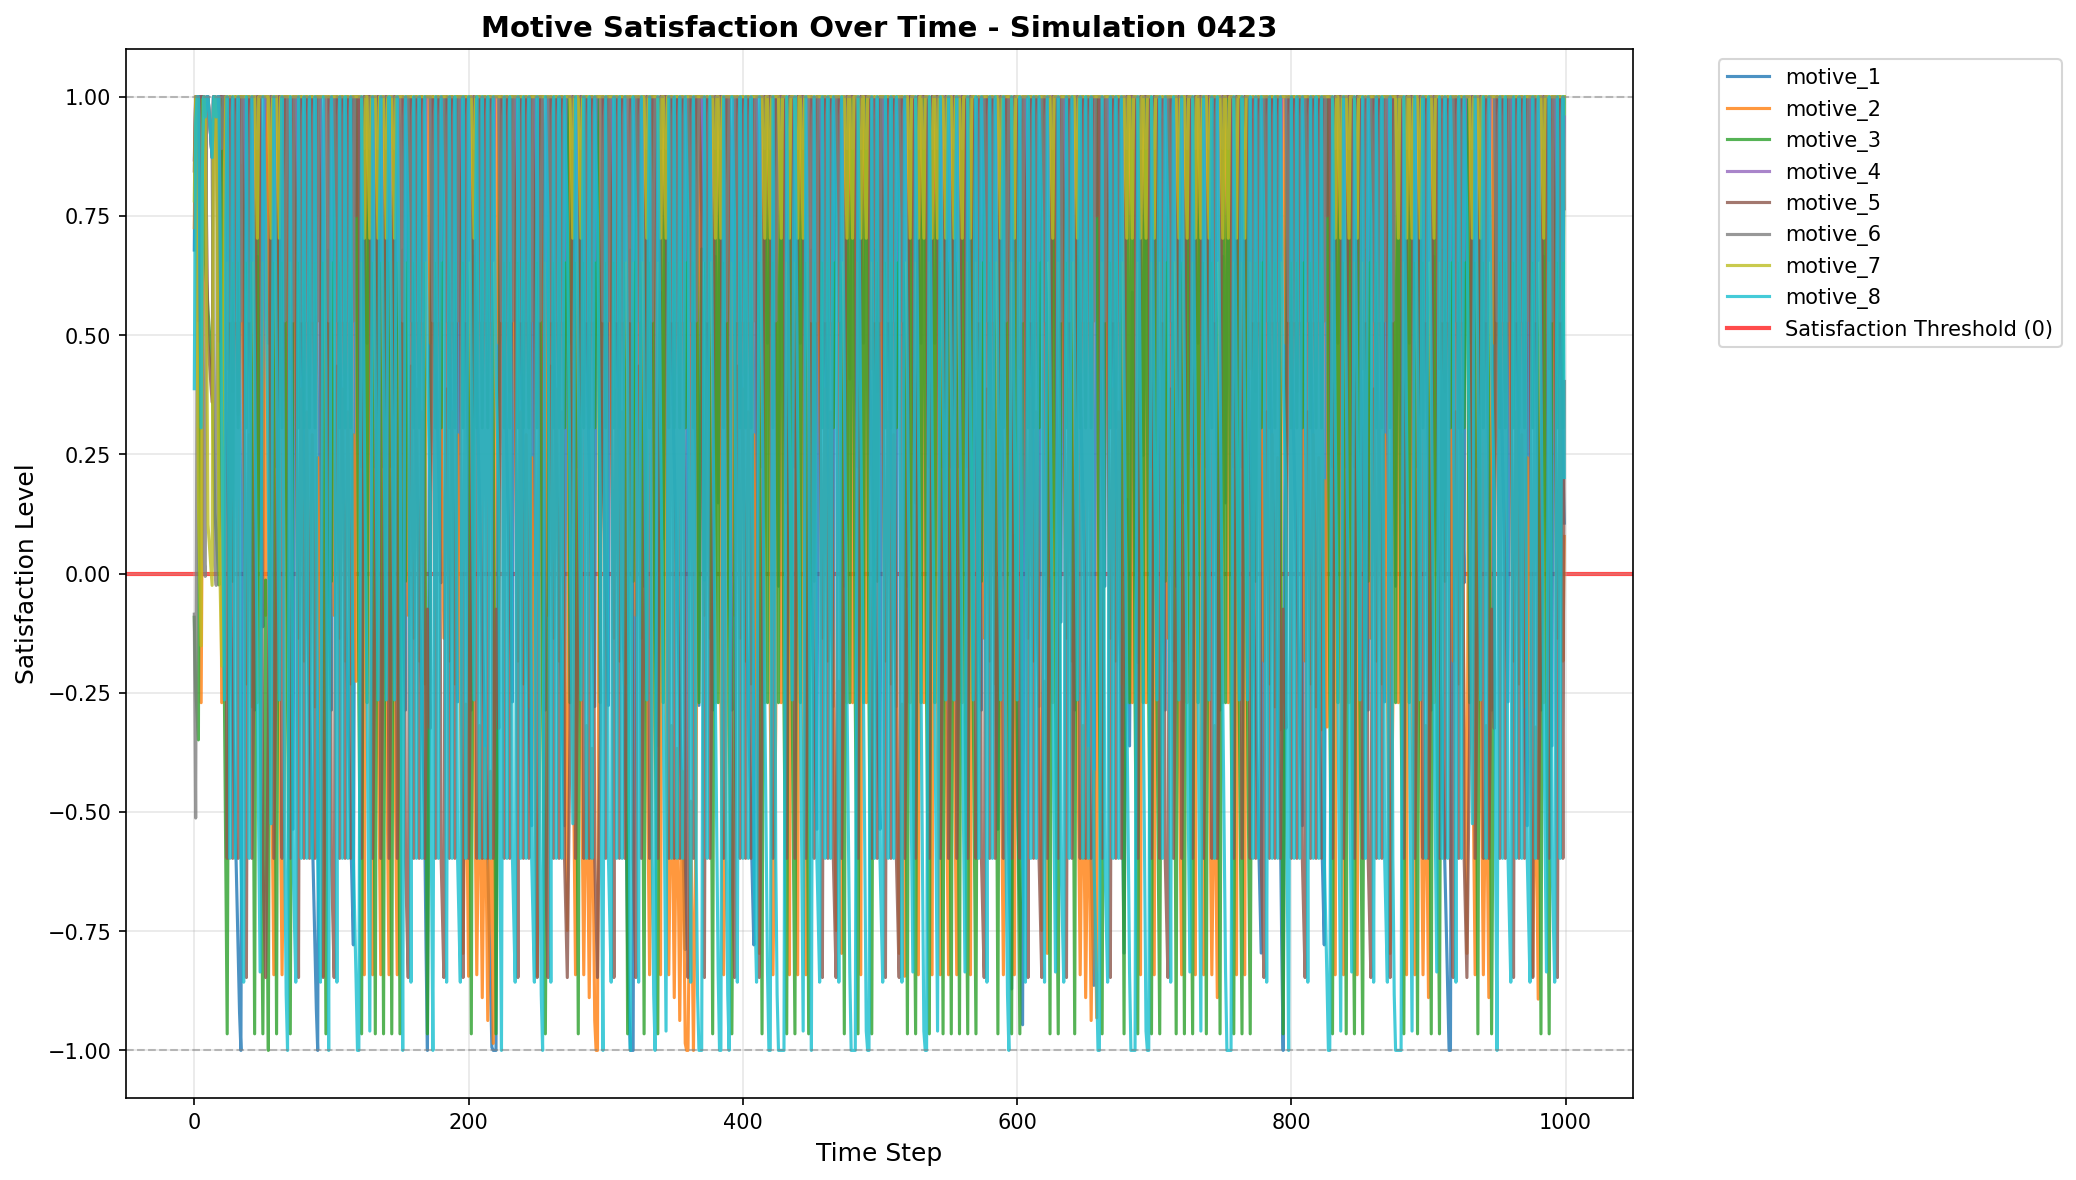 Motive Satisfaction Over Time - Simulation 0423
1.00
0.75
0.50
0.25
0.00
−0.25
−0.50
−0.75
−1.00
Satisfaction Level
0
200
400
600
800
1000
Time Step
motive_1
motive_2
motive_3
motive_4
motive_5
motive_6
motive_7
motive_8
Satisfaction Threshold (0)